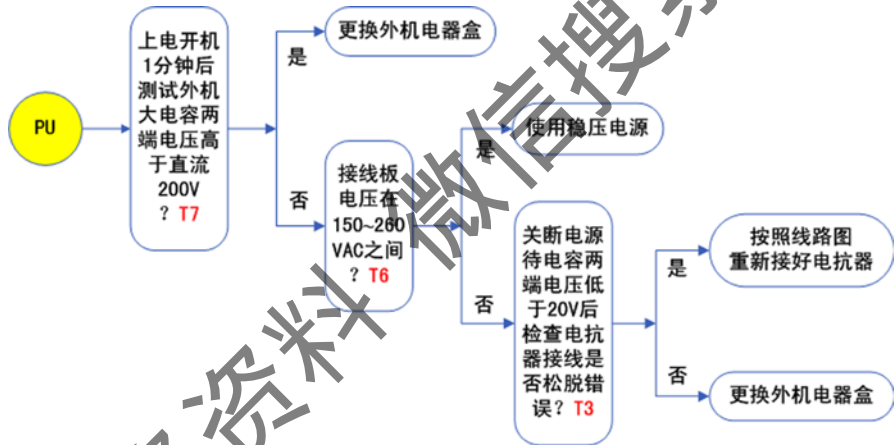 PU
上电开机
1分钟后
测试外机
大电容两
端电压高
于直流
200V
？T7
是
更换外机电器盒
否
接线板
电压在
150~260
VAC之间
？T6
是
使用稳压电源
否
关断电源
待电容两
端电压低
于20V后
检查电抗
器接线是
否松脱错
误？T3
是
按照线路图
重新接好电抗器
否
更换外机电器盒
资料 微信搜